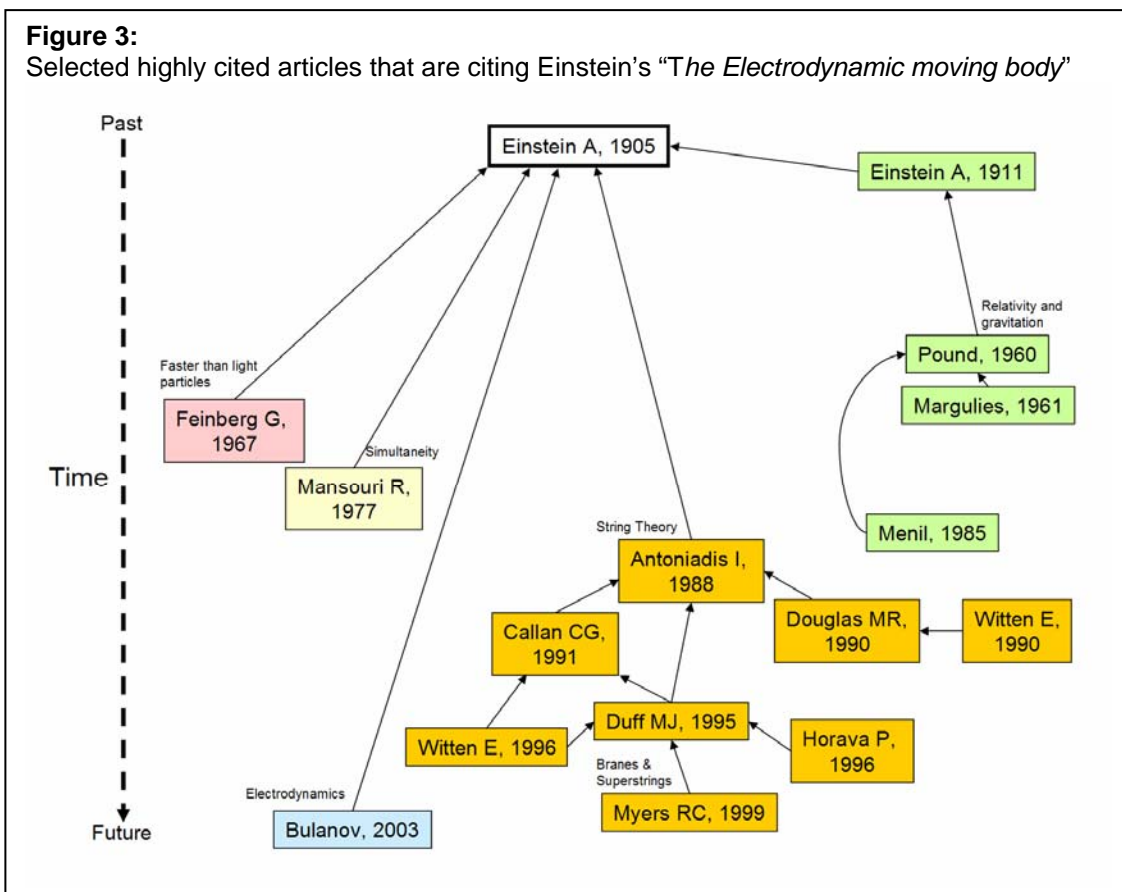 Figure 3:
Selected highly cited articles that are citing Einstein's “The Electrodynamic moving body”
Past
Einstein A, 1905
Einstein A, 1911
Relativity and
gravitation
Pound, 1960
Margulies, 1961
Faster than light
particles
Feinberg G,
1967
Time
Simultaneity
Mansouri R,
1977
Menil, 1985
String Theory
Antoniadis I,
1988
Callan CG,
1991
Douglas MR,
1990
Witten E,
1990
Witten E, 1996
Duff MJ, 1995
Horava P,
1996
Branes &
Superstrings
Myers RC, 1999
Electrodynamics
Bulanov, 2003
Future